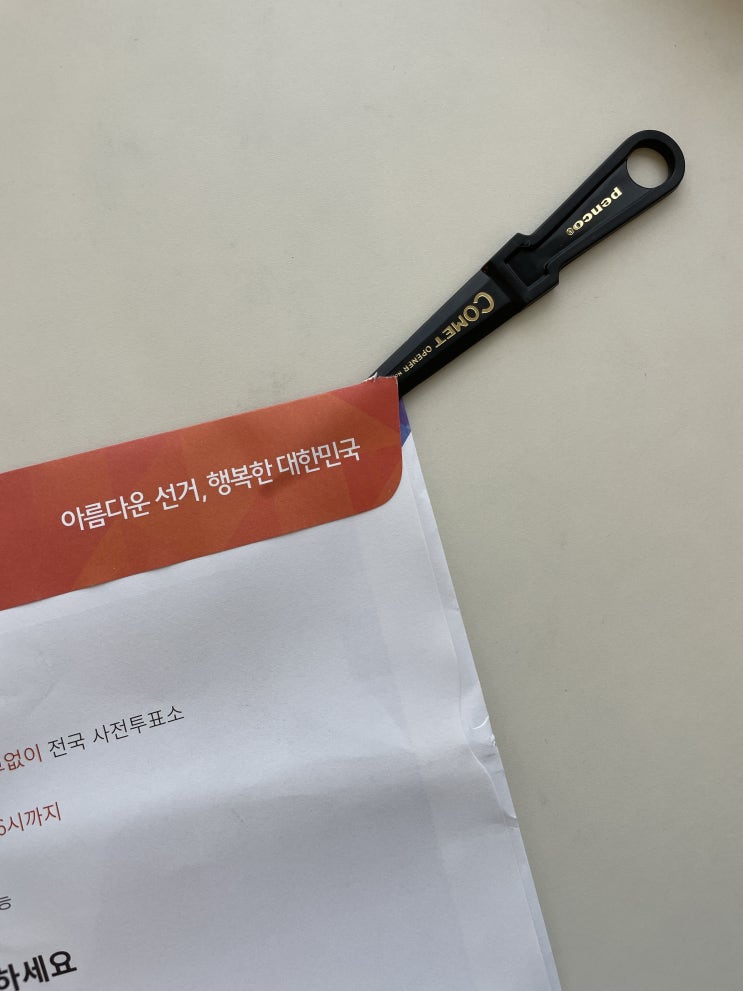 penco®
COMET OPENER
아름다운 선거, 행복한 대한민국
없이 전국 사전투표소
6시까지
능
하세요